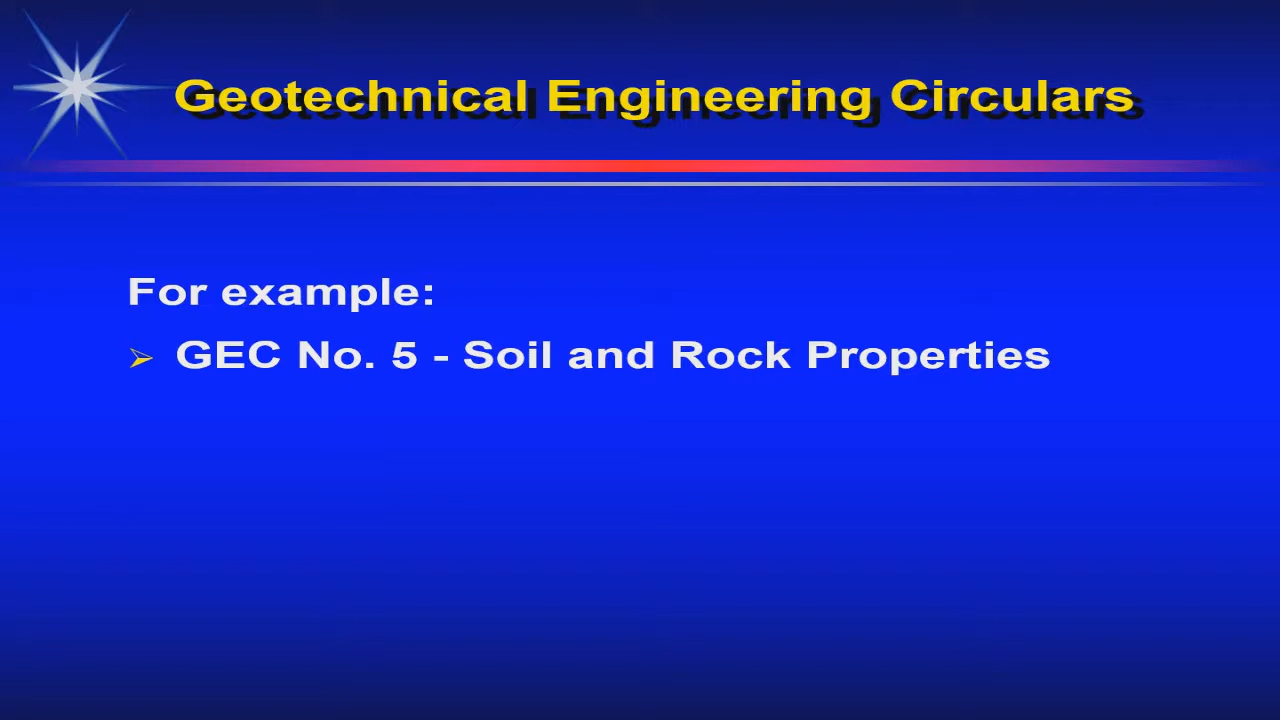 Geotechnical Engineering Circulars
For example:
➢ GEC No. 5 - Soil and Rock Properties